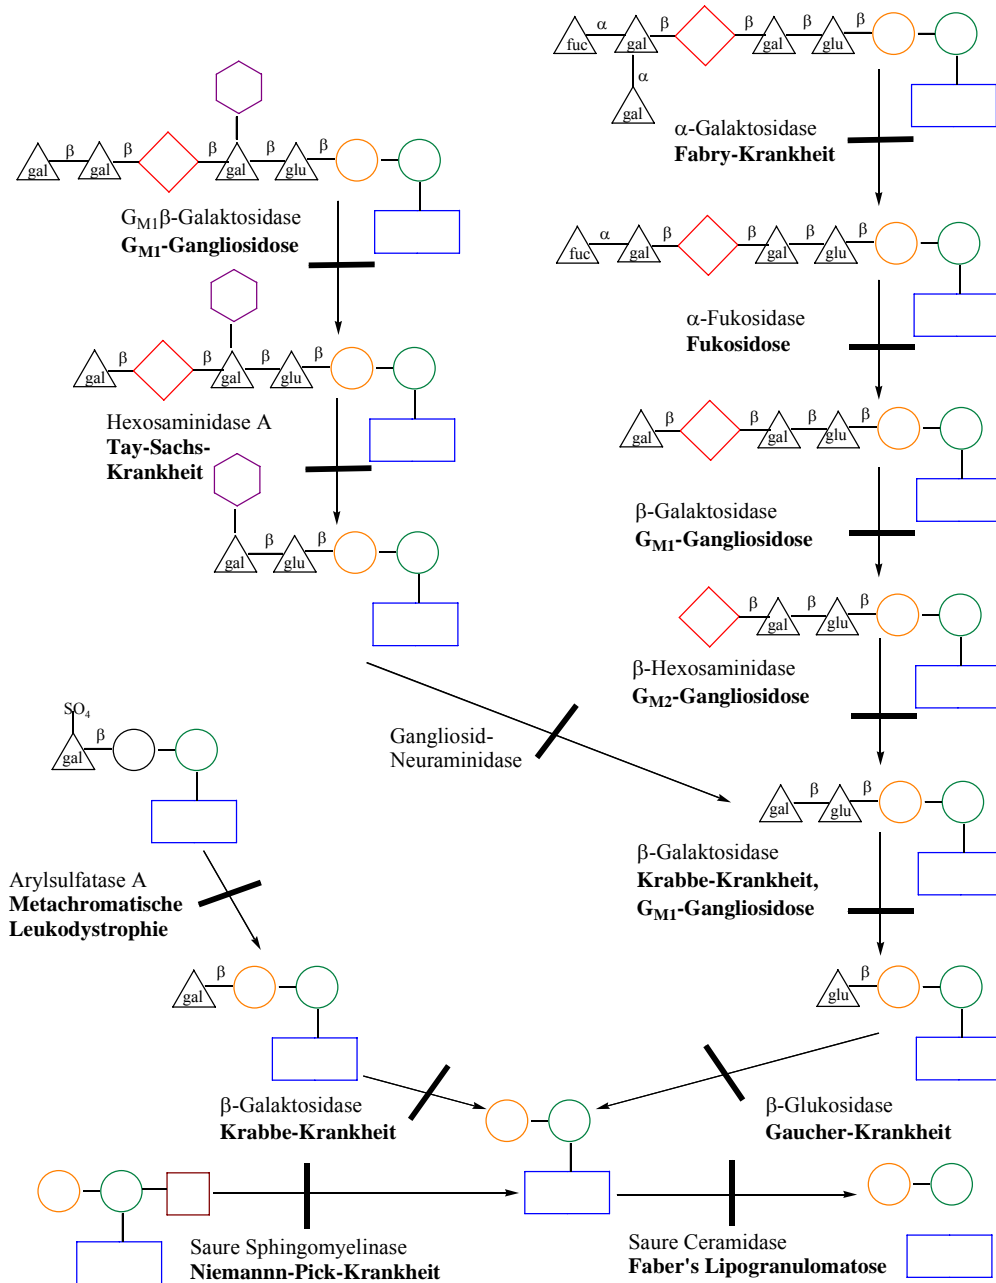 fuc α gal β β gal β glu β
α
gal
α-Galaktosidase
Fabry-Krankheit
gal β gal β β gal β glu β
GM1β-Galaktosidase
GM1-Gangliosidose
fuc α gal β β gal β glu β
α-Fukosidase
Fukosidose
gal β β gal β glu β
Hexosaminidase A
Tay-Sachs-
Krankheit
gal β β gal β glu β
β-Galaktosidase
GM1-Gangliosidose
gal β glu β
β gal β glu β
β-Hexosaminidase
GM2-Gangliosidose
Gangliosid-
Neuraminidase
SO4
gal β
gal β glu β
β-Galaktosidase
Krabbe-Krankheit,
GM1-Gangliosidose
Arylsulfatase A
Metachromatische
Leukodystrophie
gal β
glu β
β-Galaktosidase
Krabbe-Krankheit
β-Glukosidase
Gaucher-Krankheit
Saure Sphingomyelinase
Niemannn-Pick-Krankheit
Saure Ceramidase
Faber's Lipogranulomatose